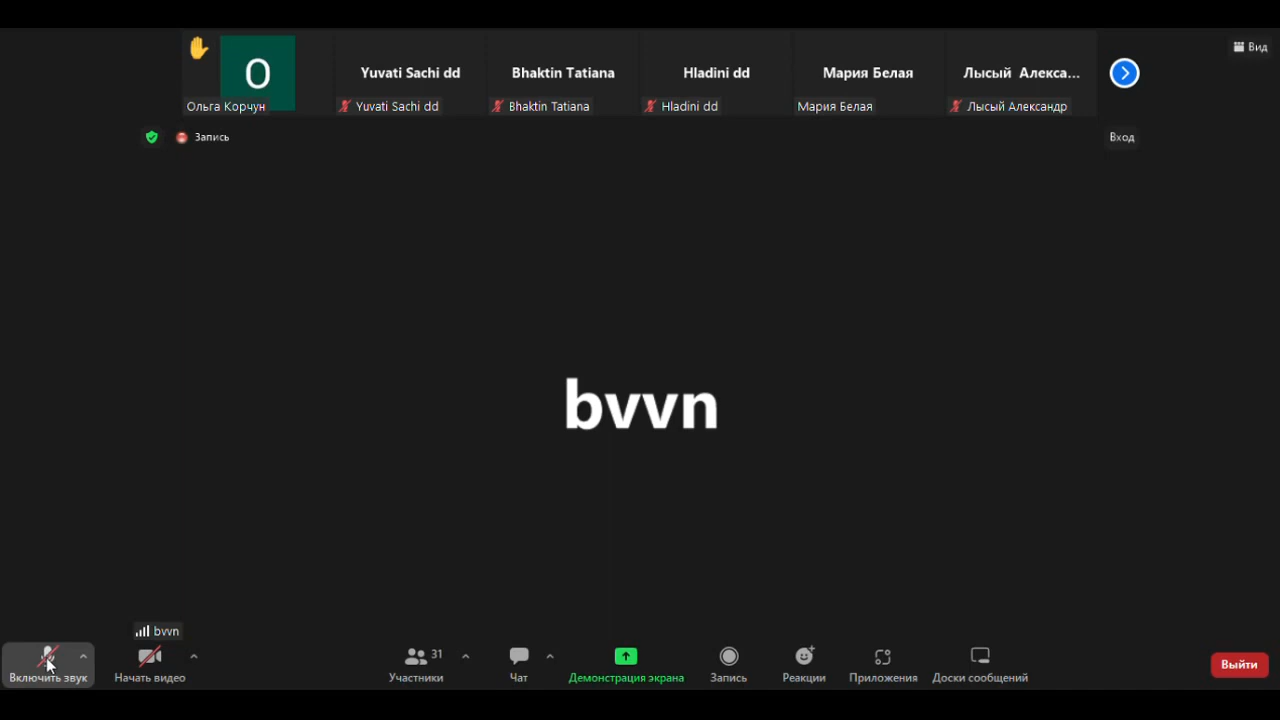 О
Ольга Корчун
Yuvati Sachi dd
Yuvati Sachi dd
Bhaktin Tatiana
Bhaktin Tatiana
Hladini dd
Hladini dd
Мария Белая
Мария Белая
Лысый Алекса...
Лысый Александр
Вид
Запись
Вход
bvvn
bvvn
Включить звук
Начать видео
31
Участники
Чат
Демонстрация экрана
Запись
Реакции
Приложения
Доски сообщений
Выйти